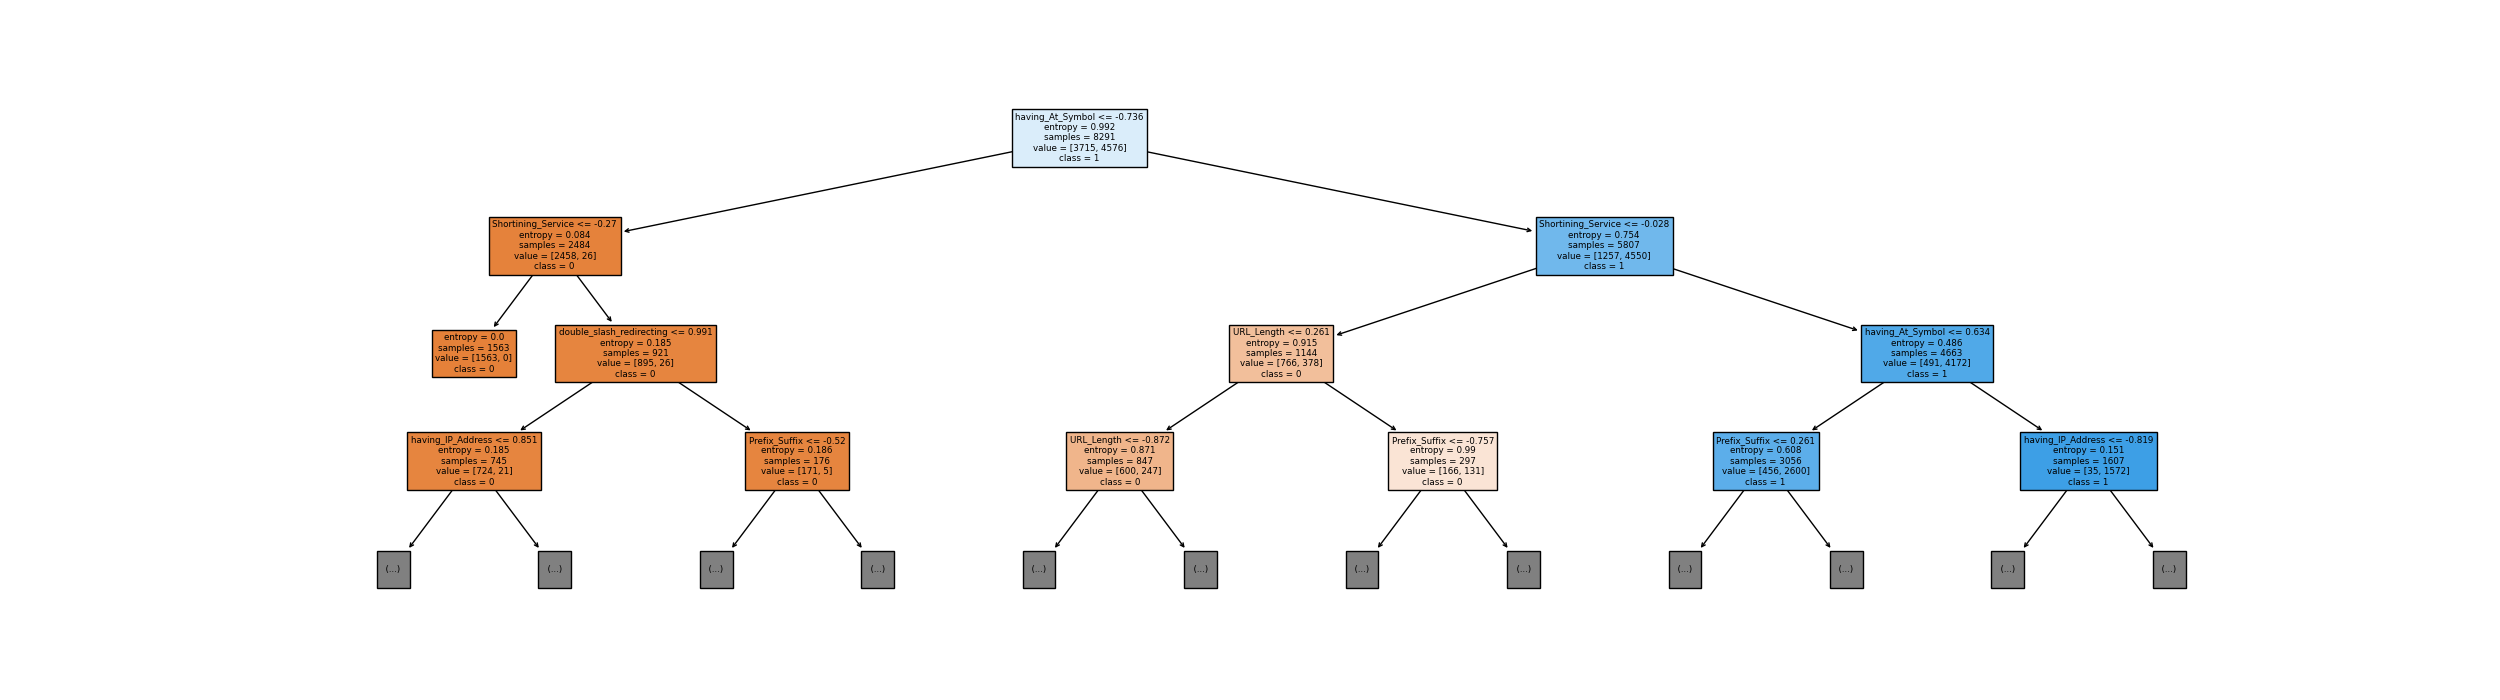 having_At_Symbol <= -0.736
entropy = 0.992
samples = 8291
value = [3715, 4576]
class = 1
Shortining_Service <= -0.27
entropy = 0.084
samples = 2484
value = [2458, 26]
class = 0
Shortining_Service <= -0.028
entropy = 0.754
samples = 5807
value = [1257, 4550]
class = 1
entropy = 0.0
samples = 1563
value = [1563, 0]
class = 0
double_slash_redirecting <= 0.991
entropy = 0.185
samples = 921
value = [895, 26]
class = 0
URL_Length <= 0.261
entropy = 0.915
samples = 1144
value = [766, 378]
class = 0
having_At_Symbol <= 0.634
entropy = 0.486
samples = 4663
value = [491, 4172]
class = 1
having_IP_Address <= 0.851
entropy = 0.185
samples = 745
value = [724, 21]
class = 0
Prefix_Suffix <= -0.52
entropy = 0.186
samples = 176
value = [171, 5]
class = 0
URL_Length <= -0.872
entropy = 0.871
samples = 847
value = [600, 247]
class = 0
Prefix_Suffix <= -0.757
entropy = 0.99
samples = 297
value = [166, 131]
class = 0
Prefix_Suffix <= 0.261
entropy = 0.608
samples = 3056
value = [456, 2600]
class = 1
having_IP_Address <= -0.819
entropy = 0.151
samples = 1607
value = [35, 1572]
class = 1
(...)
(...)
(...)
(...)
(...)
(...)
(...)
(...)
(...)
(...)
(...)
(...)